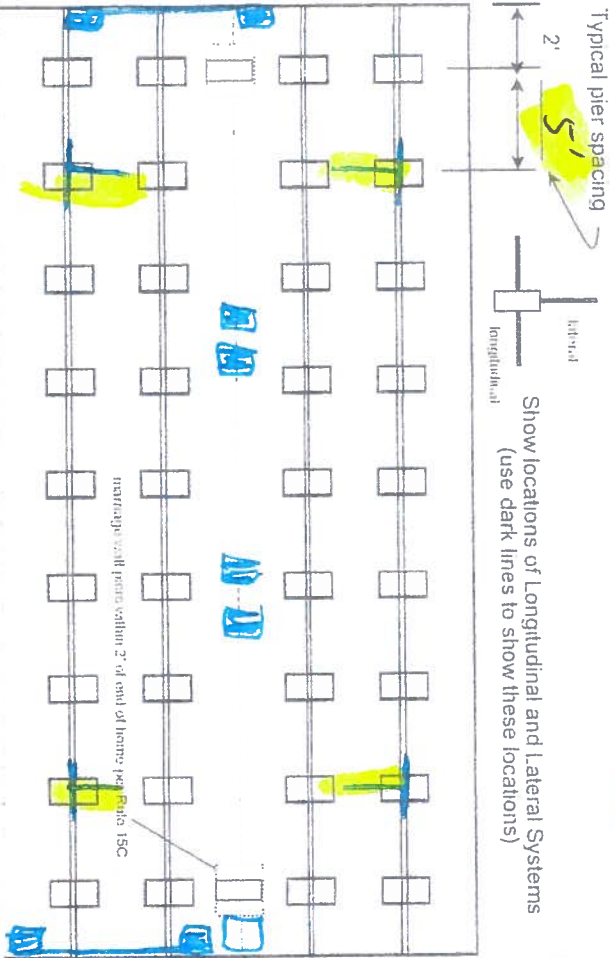 Typical pier spacing
2'
5'
lateral
longitudinal
Show locations of Longitudinal and Lateral Systems
(use dark lines to show these locations)
marriage wall piers within 2' of end of home per Rule 15C